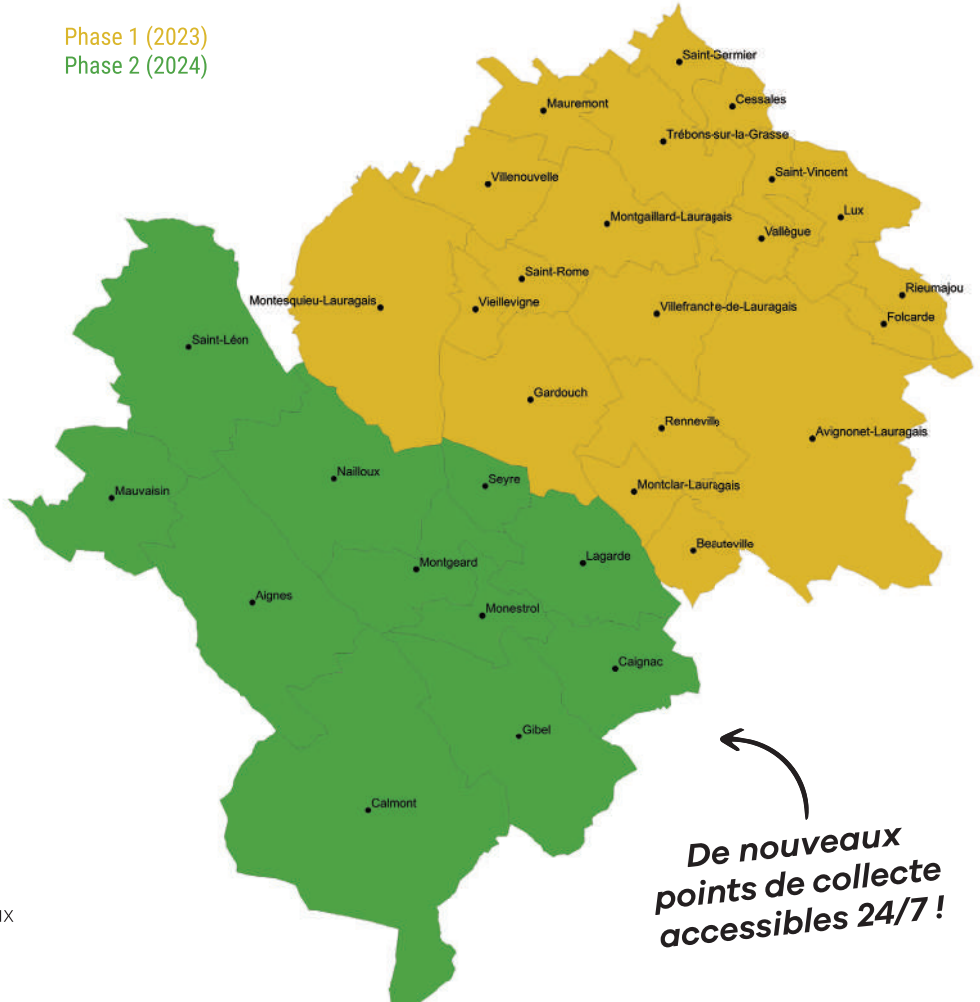 Phase 1 (2023)
Phase 2 (2024)
Saint-Germier
Cessales
Mauremont
Trébons-sur-la-Grasse
Saint-Vincent
Villenouvelle
Lux
Montgaillard-Lauragais
Vallègue
Saint-Rome
Rieumajou
Montesquieu-Lauragais
Vieillevigne
Villefranche-de-Lauragais
Folcarde
Saint-Léon
Gardouch
Renneville
Avignonet-Lauragais
Nailloux
Seyre
Montclar-Lauragais
Mauvaisin
Beauteville
Lagarde
Montgeard
Aignes
Monestrol
Caignac
Gibel
Calmont
De nouveaux
points de collecte
accessibles 24/7 !